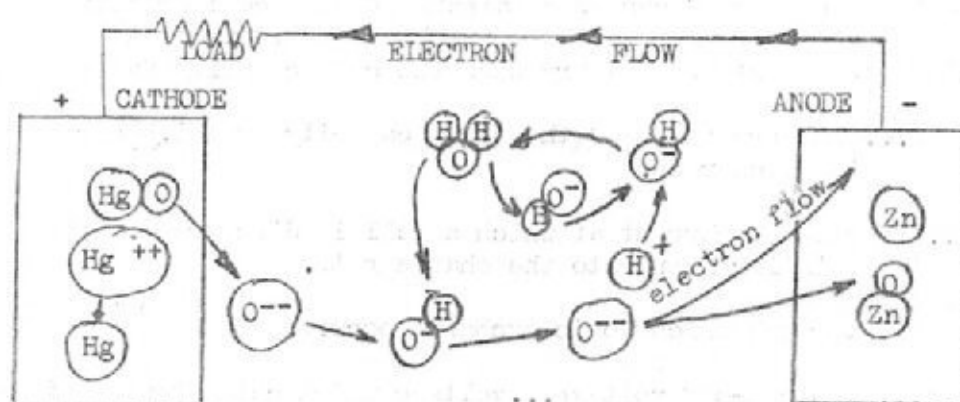 LOAD ELECTRON FLOW
+ CATHODE ANODE -
H H H
O O-
Hg O O-
H
Zn
Hg ++ H+ electron flow
O
H
O-- O-- Zn
Hg O-
...